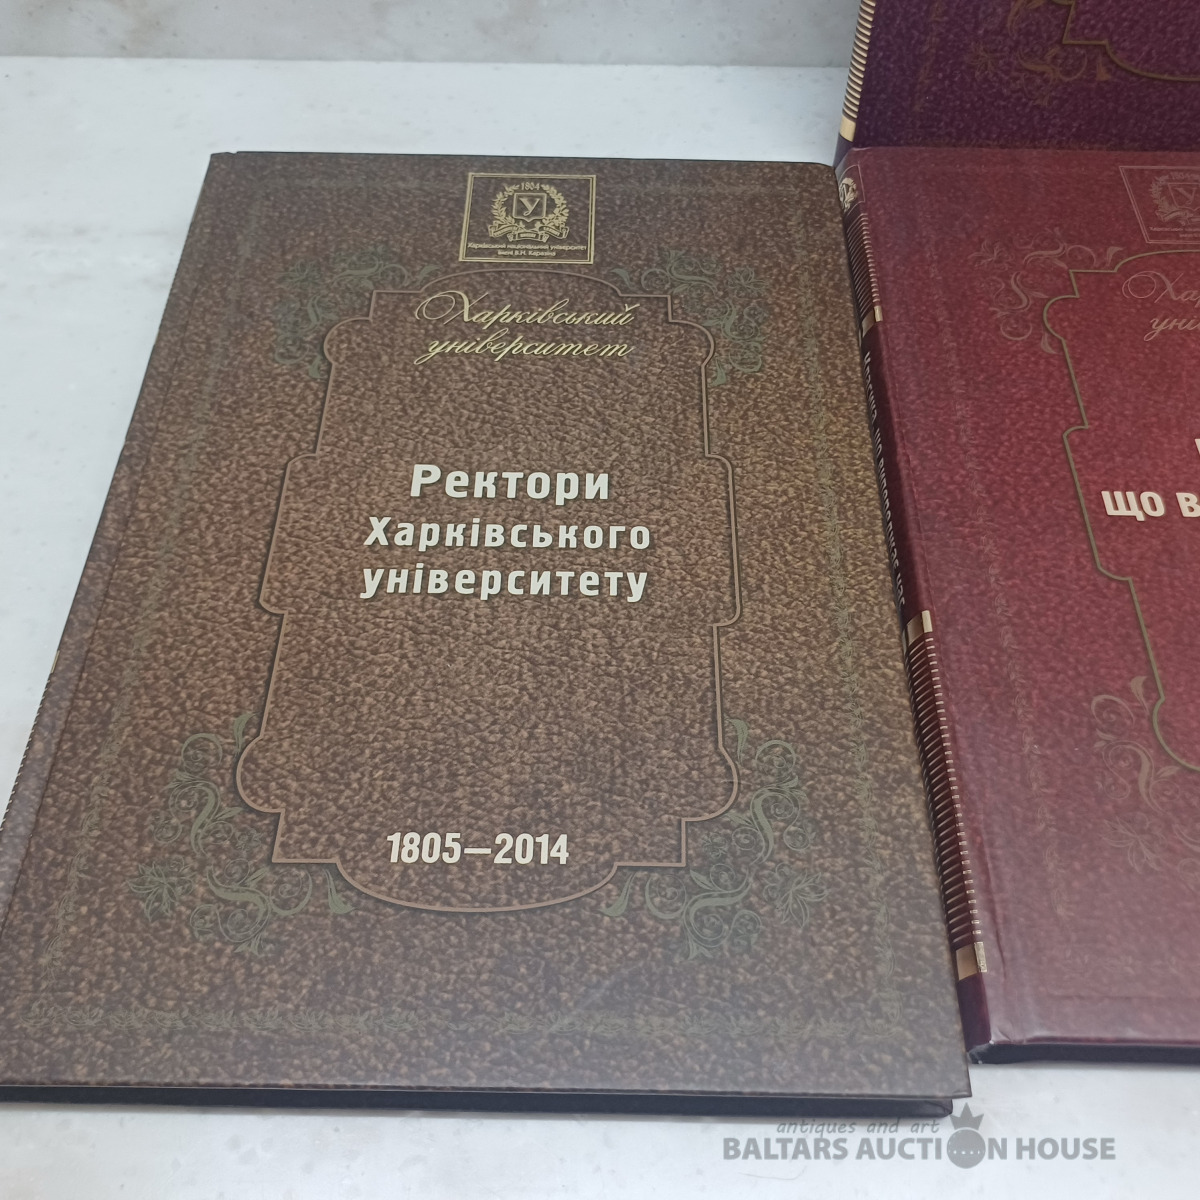 1804
У
Харківський національний університет
імені В.Н. Каразіна
Харківський
університет
Ректори
Харківського
університету
1805–2014
що в
antiques and art
BALTARS AUCTION HOUSE